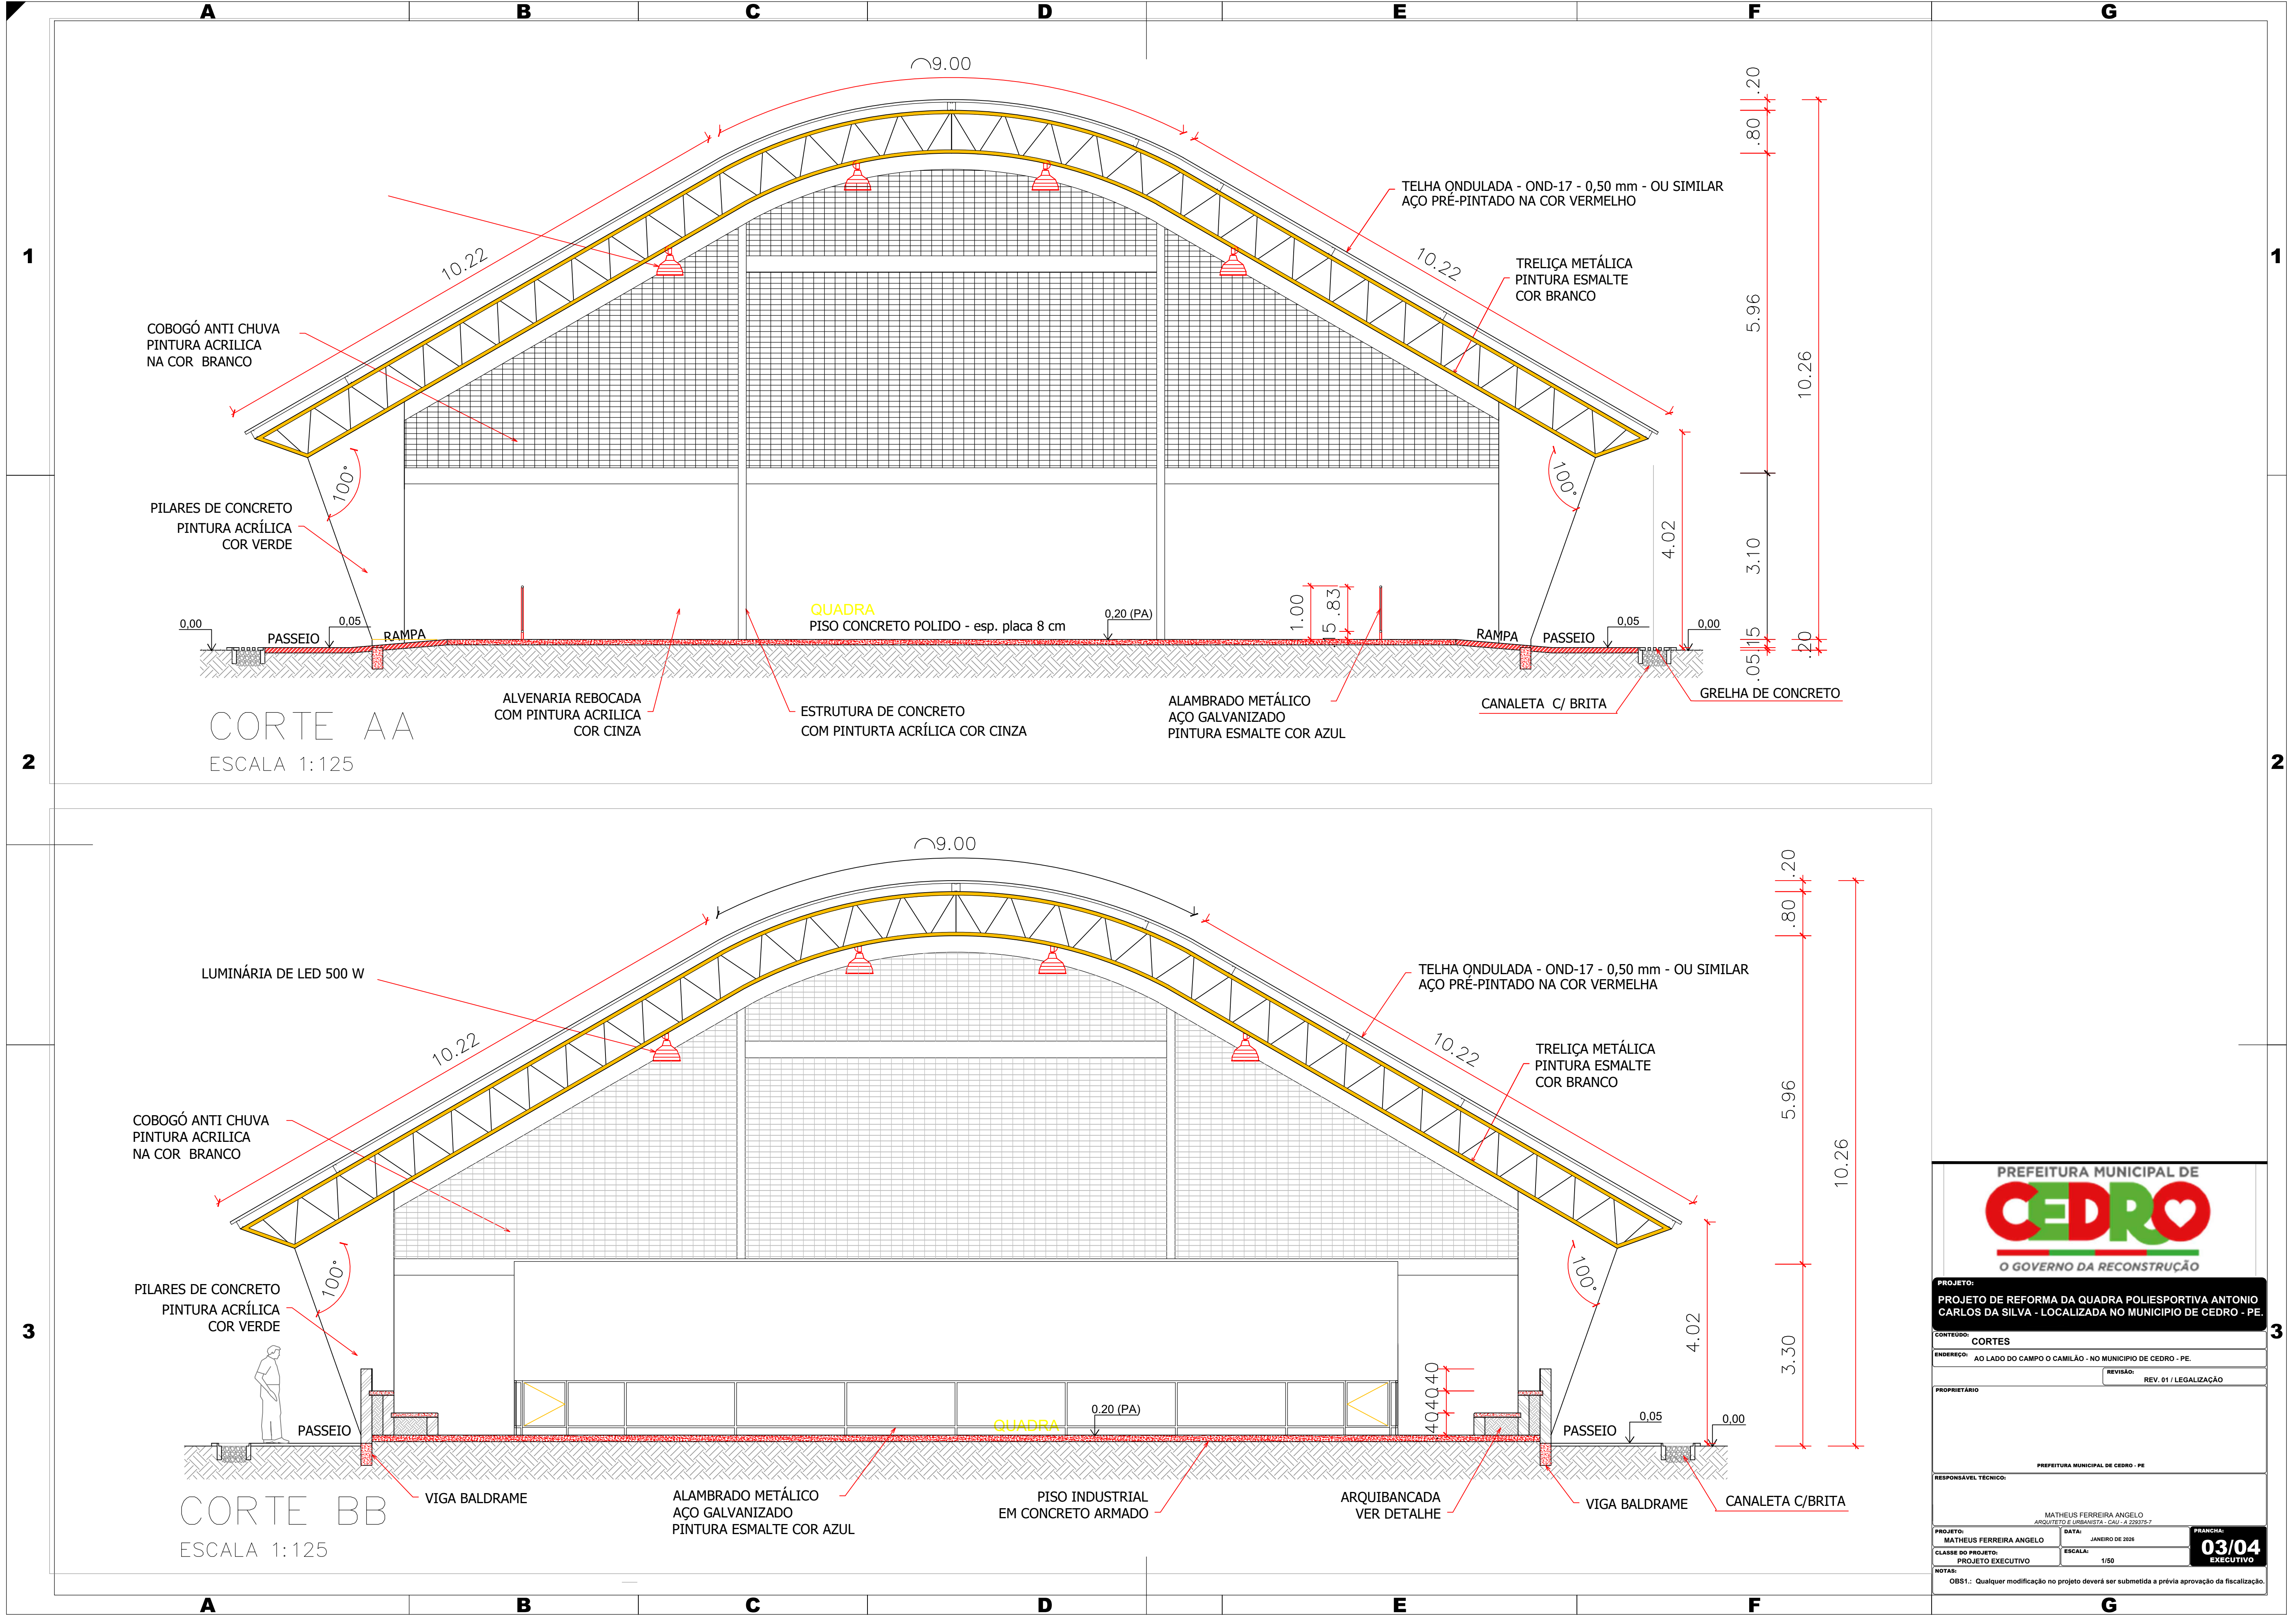 A B C D E F G
1
1
2
2
3
3
9.00
10.22
10.22
TELHA ONDULADA - OND-17 - 0,50 mm - OU SIMILAR
AÇO PRÉ-PINTADO NA COR VERMELHO
TRELIÇA METÁLICA
PINTURA ESMALTE
COR BRANCO
COBOGÓ ANTI CHUVA
PINTURA ACRILICA
NA COR BRANCO
PILARES DE CONCRETO
PINTURA ACRÍLICA
COR VERDE
100°
100°
.20
.80
5.96
10.26
3.10
4.02
.15
.05
.20
1.00
.83
QUADRA
PISO CONCRETO POLIDO - esp. placa 8 cm
0,20 (PA)
0,00
PASSEIO
0,05
RAMPA
RAMPA
PASSEIO
0,05
0,00
ALVENARIA REBOCADA
COM PINTURA ACRILICA
COR CINZA
ESTRUTURA DE CONCRETO
COM PINTURTA ACRÍLICA COR CINZA
ALAMBRADO METÁLICO
AÇO GALVANIZADO
PINTURA ESMALTE COR AZUL
CANALETA C/ BRITA
GRELHA DE CONCRETO
CORTE AA
ESCALA 1:125
9.00
10.22
10.22
LUMINÁRIA DE LED 500 W
TELHA ONDULADA - OND-17 - 0,50 mm - OU SIMILAR
AÇO PRÉ-PINTADO NA COR VERMELHA
TRELIÇA METÁLICA
PINTURA ESMALTE
COR BRANCO
COBOGÓ ANTI CHUVA
PINTURA ACRILICA
NA COR BRANCO
PILARES DE CONCRETO
PINTURA ACRÍLICA
COR VERDE
100°
100°
.20
.80
5.96
10.26
3.30
4.02
.40
.40
.40
QUADRA
0.20 (PA)
PASSEIO
PASSEIO
0,05
0,00
VIGA BALDRAME
ALAMBRADO METÁLICO
AÇO GALVANIZADO
PINTURA ESMALTE COR AZUL
PISO INDUSTRIAL
EM CONCRETO ARMADO
ARQUIBANCADA
VER DETALHE
VIGA BALDRAME
CANALETA C/BRITA
CORTE BB
ESCALA 1:125
PREFEITURA MUNICIPAL DE
CEDRO
O GOVERNO DA RECONSTRUÇÃO
PROJETO:
PROJETO DE REFORMA DA QUADRA POLIESPORTIVA ANTONIO
CARLOS DA SILVA - LOCALIZADA NO MUNICIPIO DE CEDRO - PE.
CONTEÚDO:
CORTES
ENDEREÇO:
AO LADO DO CAMPO O CAMILÃO - NO MUNICIPIO DE CEDRO - PE.
REVISÃO:
REV. 01 / LEGALIZAÇÃO
PROPRIETÁRIO
PREFEITURA MUNICIPAL DE CEDRO - PE
RESPONSÁVEL TÉCNICO:
MATHEUS FERREIRA ANGELO
ARQUITETO E URBANISTA - CAU - A 229375-7
PROJETO:
MATHEUS FERREIRA ANGELO
DATA:
JANEIRO DE 2026
PRANCHA:
03/04
EXECUTIVO
CLASSE DO PROJETO:
PROJETO EXECUTIVO
ESCALA:
1/50
NOTAS:
OBS1.: Qualquer modificação no projeto deverá ser submetida a prévia aprovação da fiscalização.
A B C D E F G